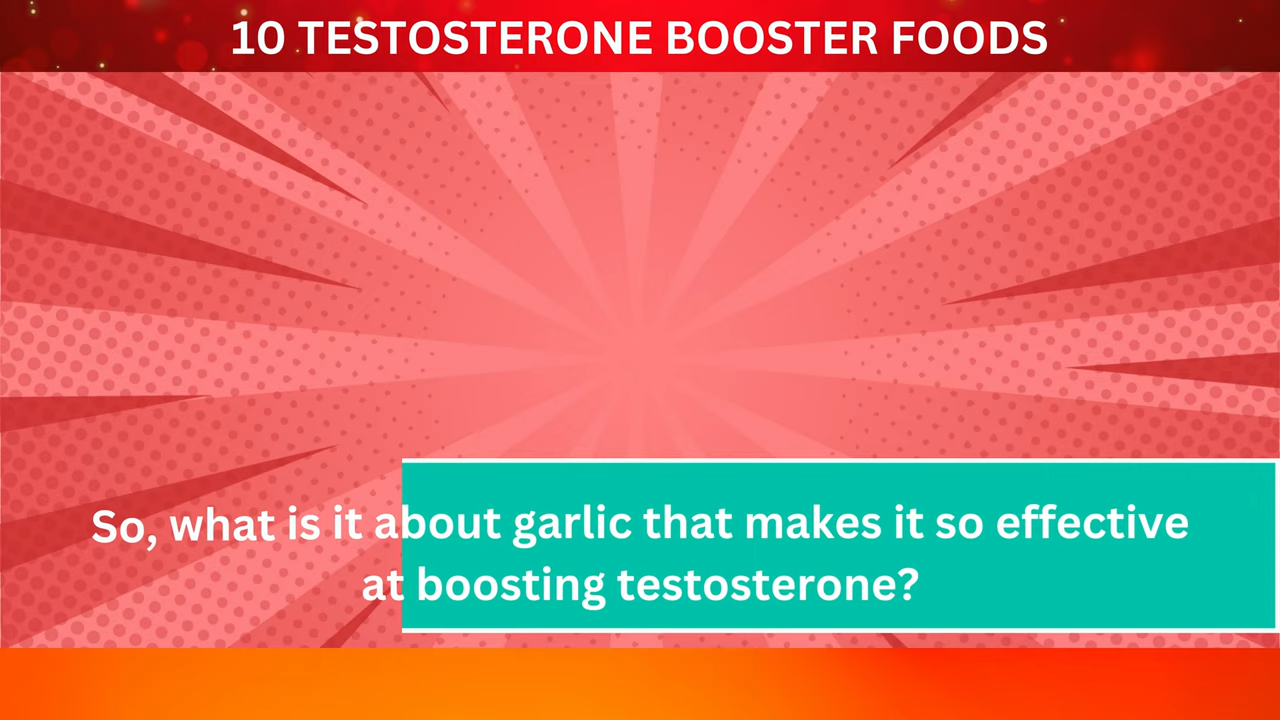 10 TESTOSTERONE BOOSTER FOODS
So, what is it about garlic that makes it so effective
at boosting testosterone?